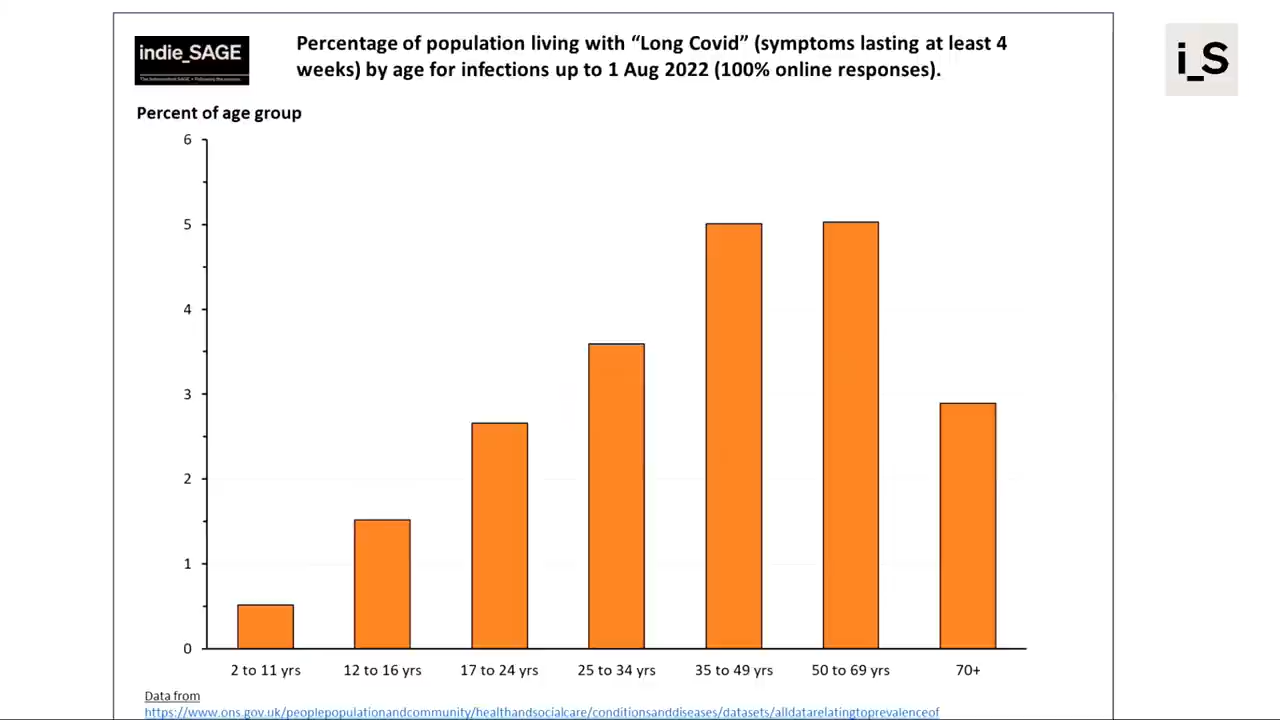 indie_SAGE
Percentage of population living with “Long Covid” (symptoms lasting at least 4
weeks) by age for infections up to 1 Aug 2022 (100% online responses).
i_S
Percent of age group
6
5
4
3
2
1
0
2 to 11 yrs 12 to 16 yrs 17 to 24 yrs 25 to 34 yrs 35 to 49 yrs 50 to 69 yrs 70+
Data from
https://www.ons.gov.uk/peoplepopulationandcommunity/healthandsocialcare/conditionsanddiseases/datasets/alldatarelatingtoprevalenceof